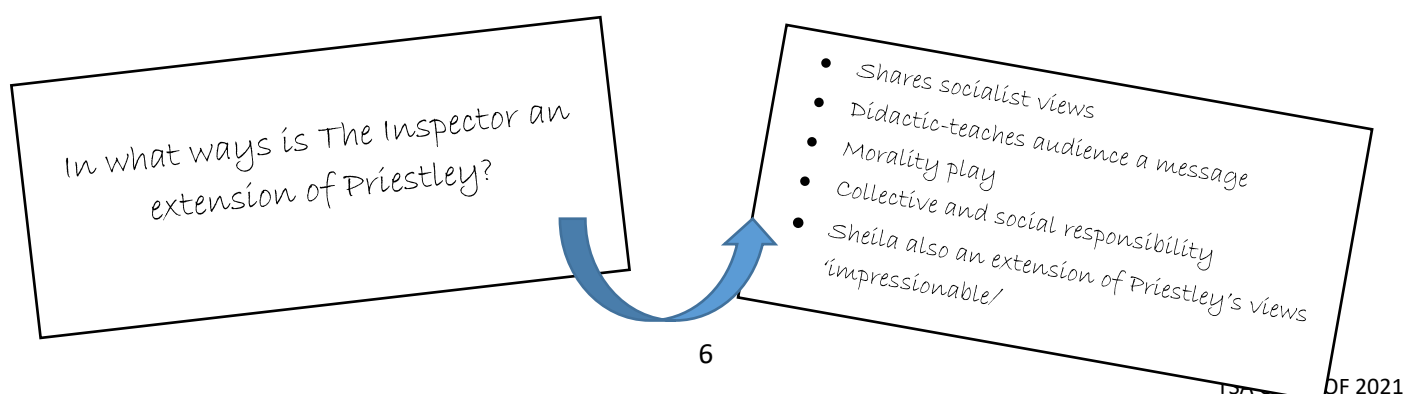 In what ways is The Inspector an
extension of Priestley?
• Shares socialist views
• Didactic-teaches audience a message
• Morality play
• Collective and social responsibility
• Sheila also an extension of Priestley's views
'impressionable/
6
OF 2021